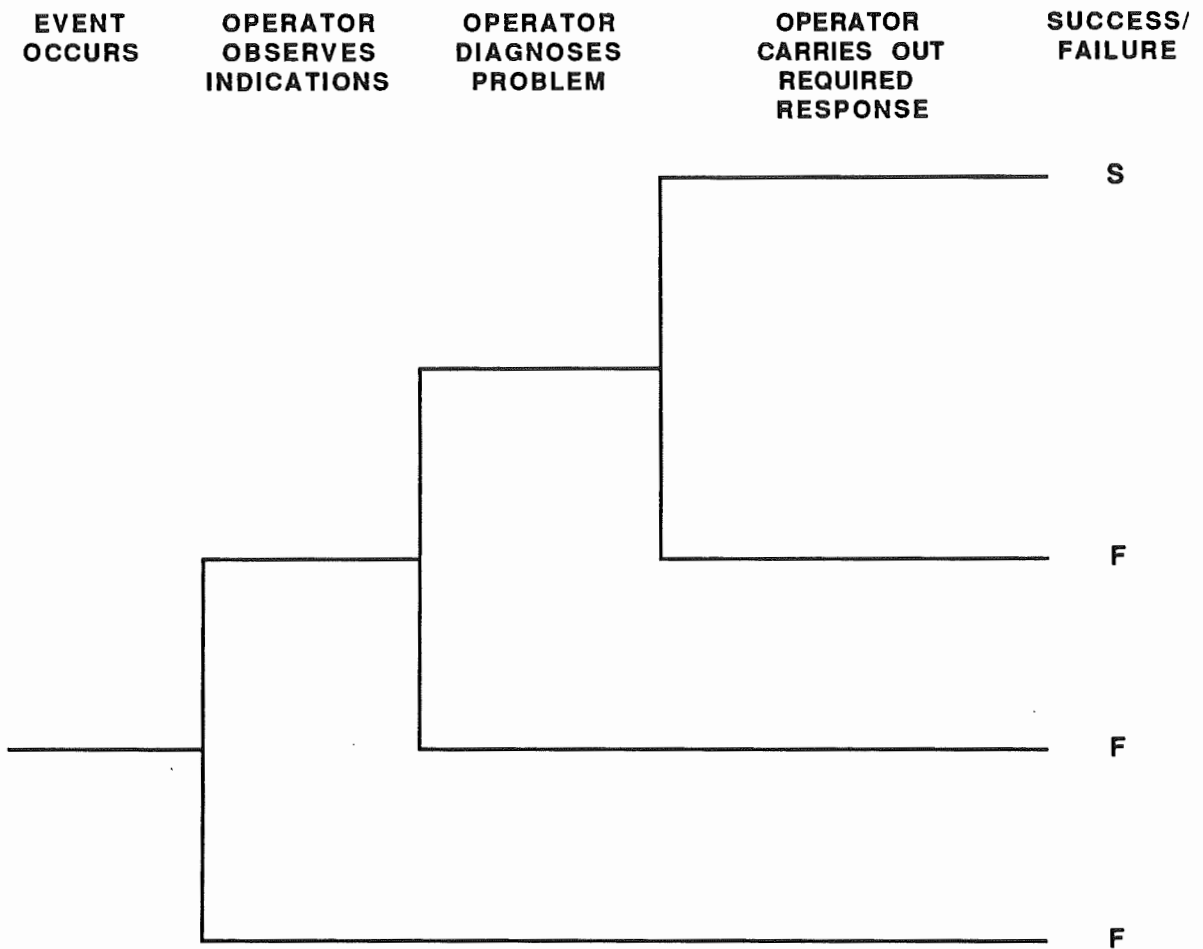 EVENT
OCCURS
OPERATOR
OBSERVES
INDICATIONS
OPERATOR
DIAGNOSES
PROBLEM
OPERATOR
CARRIES OUT
REQUIRED
RESPONSE
SUCCESS/
FAILURE
S
F
F
F